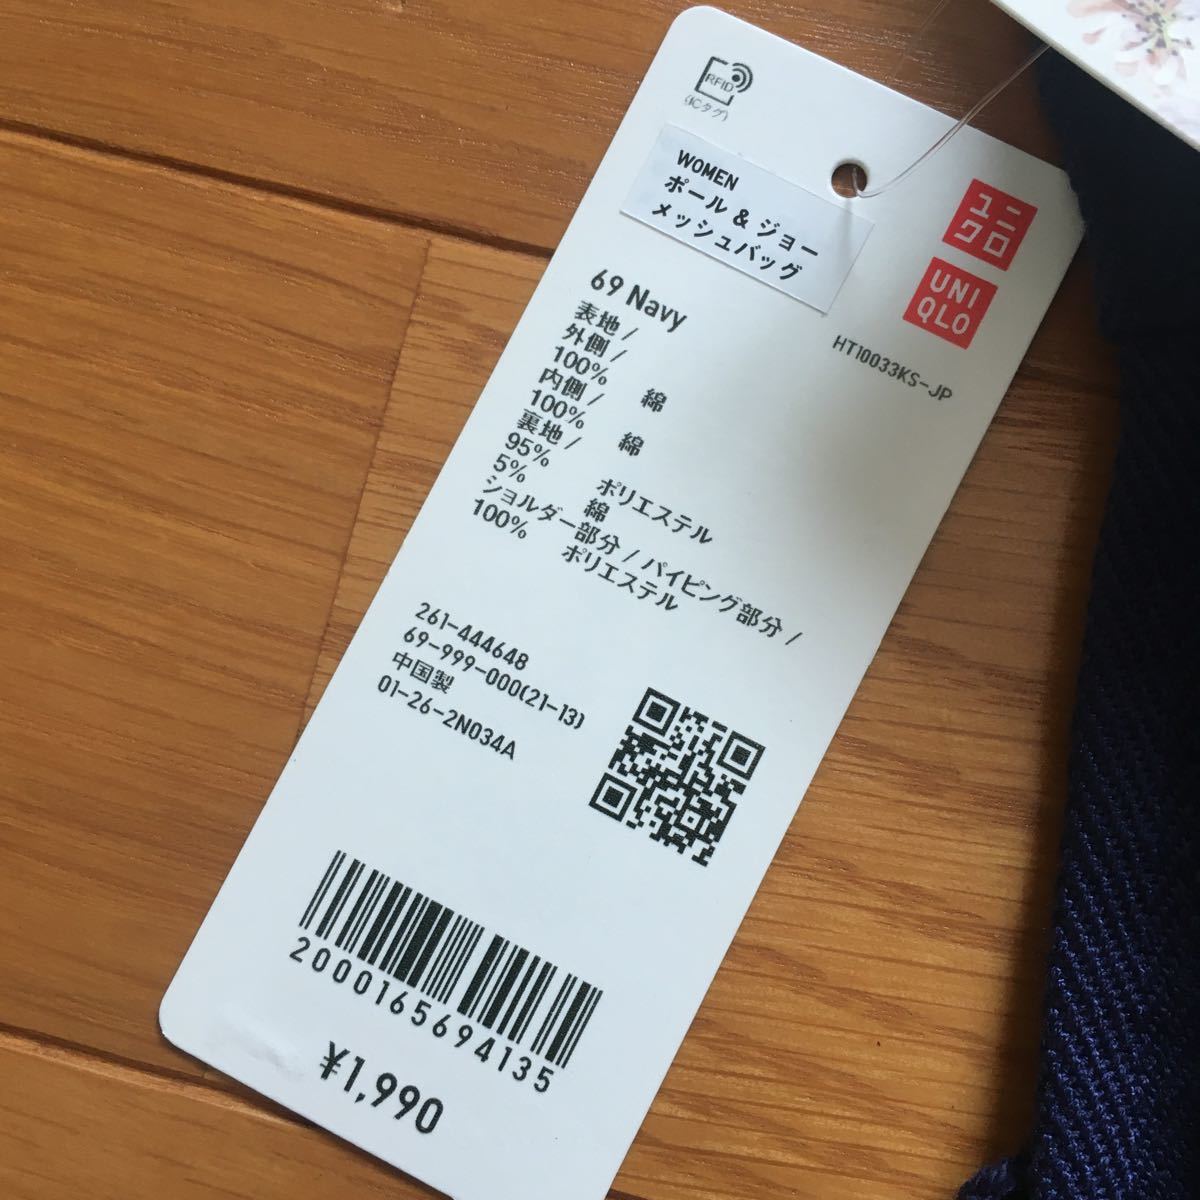 RFID
(ICタグ)
WOMEN
ポール & ジョー
メッシュバッグ
ユニ
クロ
UNI
QLO
HT10033KS-JP
69 Navy
表地 /
外側 /
100% 綿
内側 /
100% 綿
裏地 /
95% ポリエステル
5% 綿
ショルダー部分 / パイピング部分 /
100% ポリエステル
261-444648
69-999-000(21-13)
中国製
01-26-2N034A
2000165694135
¥1,990